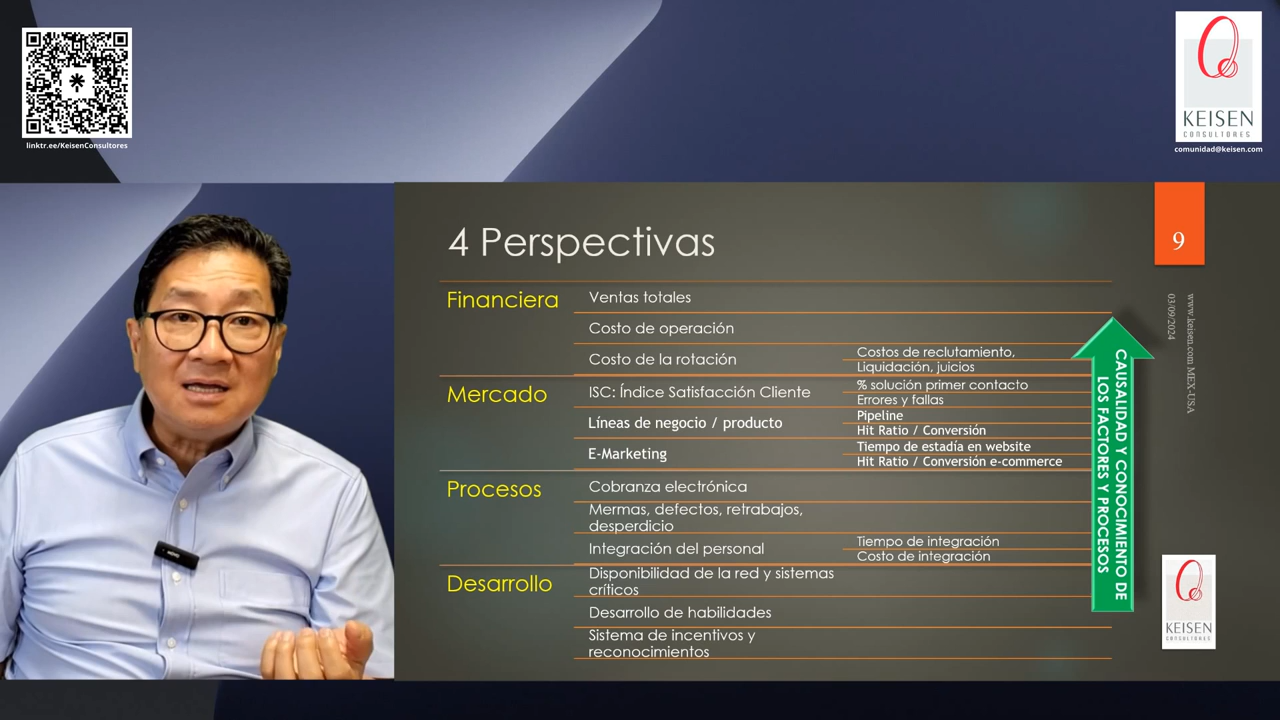 linktr.ee/KeisenConsultores
KEISEN
CONSULTORES
comunidad@keisen.com
4 Perspectivas
9
03/09/2024
www.keisen.com MEX-USA
Financiera
Ventas totales
Costo de operación
Costo de la rotación
Costos de reclutamiento,
Liquidación, juicios
Mercado
ISC: Índice Satisfacción Cliente
% solución primer contacto
Errores y fallas
Líneas de negocio / producto
Pipeline
Hit Ratio / Conversión
E-Marketing
Tiempo de estadía en website
Hit Ratio / Conversión e-commerce
Procesos
Cobranza electrónica
Mermas, defectos, retrabajos,
desperdicio
Integración del personal
Tiempo de integración
Costo de integración
Desarrollo
Disponibilidad de la red y sistemas
críticos
Desarrollo de habilidades
Sistema de incentivos y
reconocimientos
CAUSALIDAD Y CONOCIMIENTO DE
LOS FACTORES Y PROCESOS
KEISEN
CONSULTORES